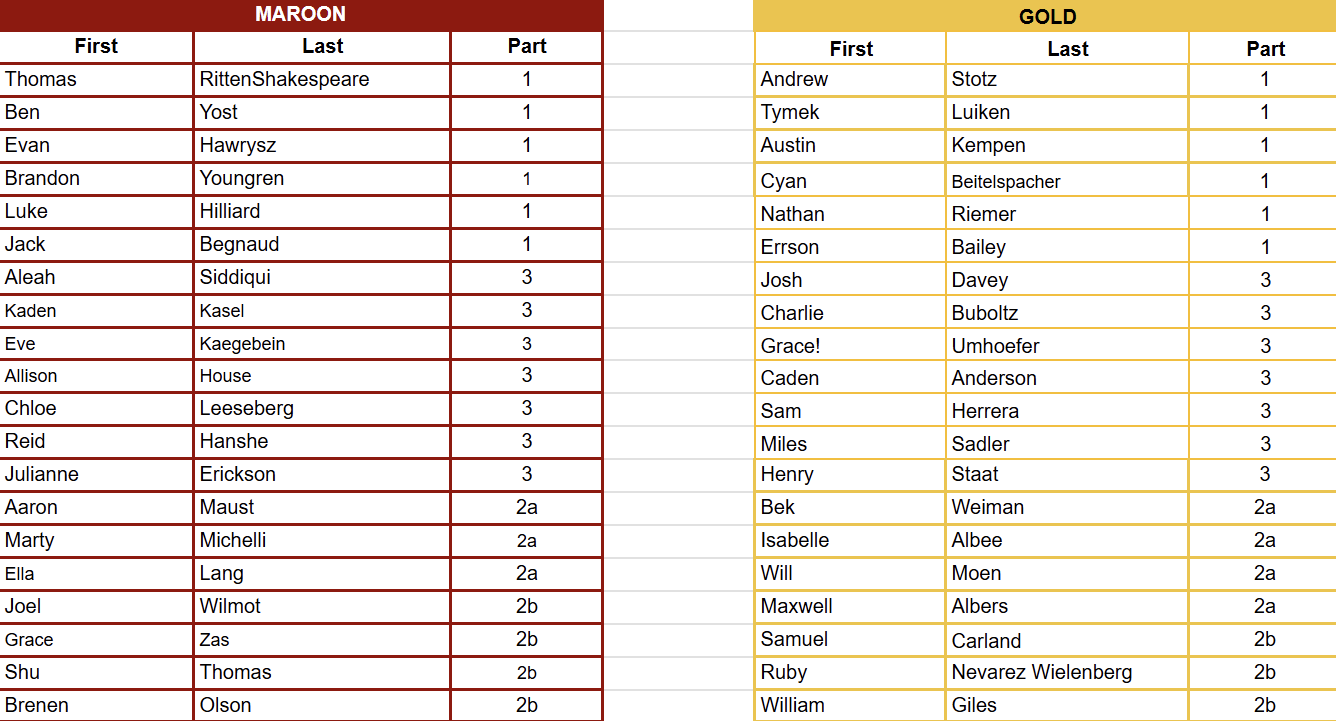 MAROON GOLD
First Last Part First Last Part
Thomas RittenShakespeare 1 Andrew Stotz 1
Ben Yost 1 Tymek Luiken 1
Evan Hawrysz 1 Austin Kempen 1
Brandon Youngren 1 Cyan Beitelspacher 1
Luke Hilliard 1 Nathan Riemer 1
Jack Begnaud 1 Errson Bailey 1
Aleah Siddiqui 3 Josh Davey 3
Kaden Kasel 3 Charlie Buboltz 3
Eve Kaegebein 3 Grace! Umhoefer 3
Allison House 3 Caden Anderson 3
Chloe Leeseberg 3 Sam Herrera 3
Reid Hanshe 3 Miles Sadler 3
Julianne Erickson 3 Henry Staat 3
Aaron Maust 2a Bek Weiman 2a
Marty Michelli 2a Isabelle Albee 2a
Ella Lang 2a Will Moen 2a
Joel Wilmot 2b Maxwell Albers 2a
Grace Zas 2b Samuel Carland 2b
Shu Thomas 2b Ruby Nevarez Wielenberg 2b
Brenen Olson 2b William Giles 2b